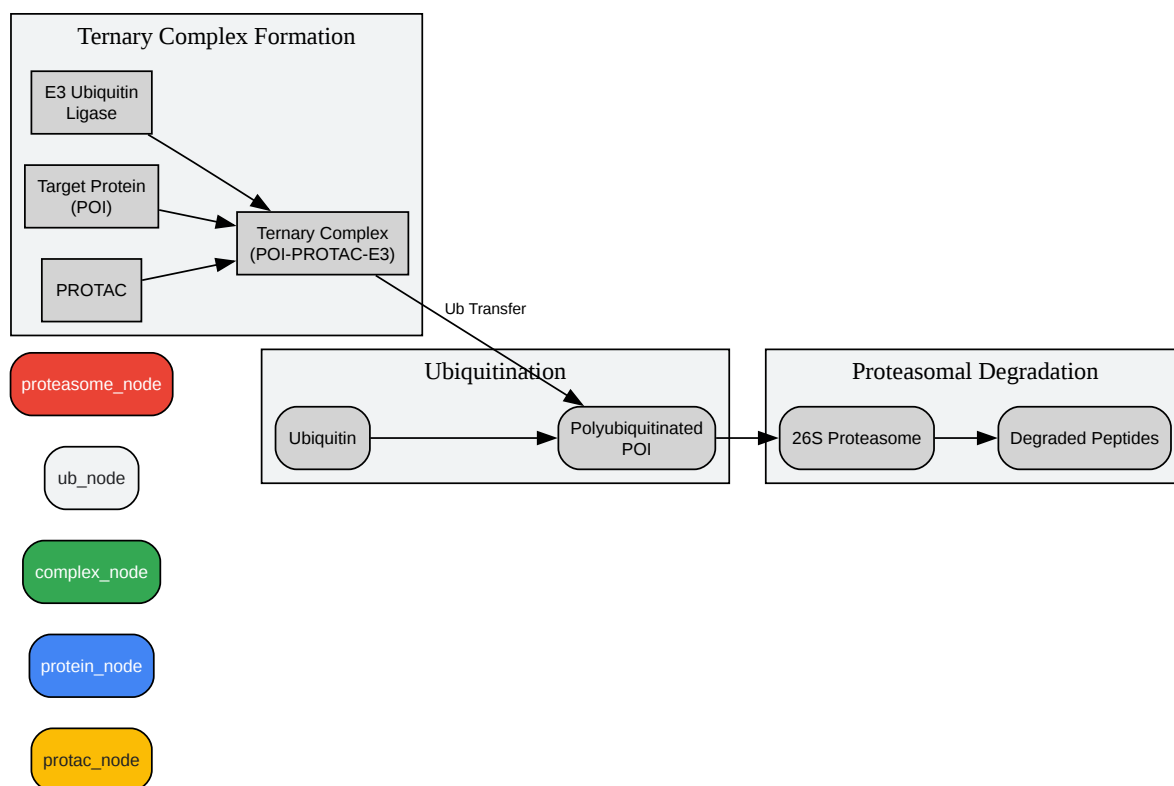 Ternary Complex Formation
E3 Ubiquitin
Ligase
Target Protein
(POI)
PROTAC
Ternary Complex
(POI-PROTAC-E3)
Ub Transfer
Ubiquitination
Ubiquitin
Polyubiquitinated
POI
Proteasomal Degradation
26S Proteasome
Degraded Peptides
proteasome_node
ub_node
complex_node
protein_node
protac_node